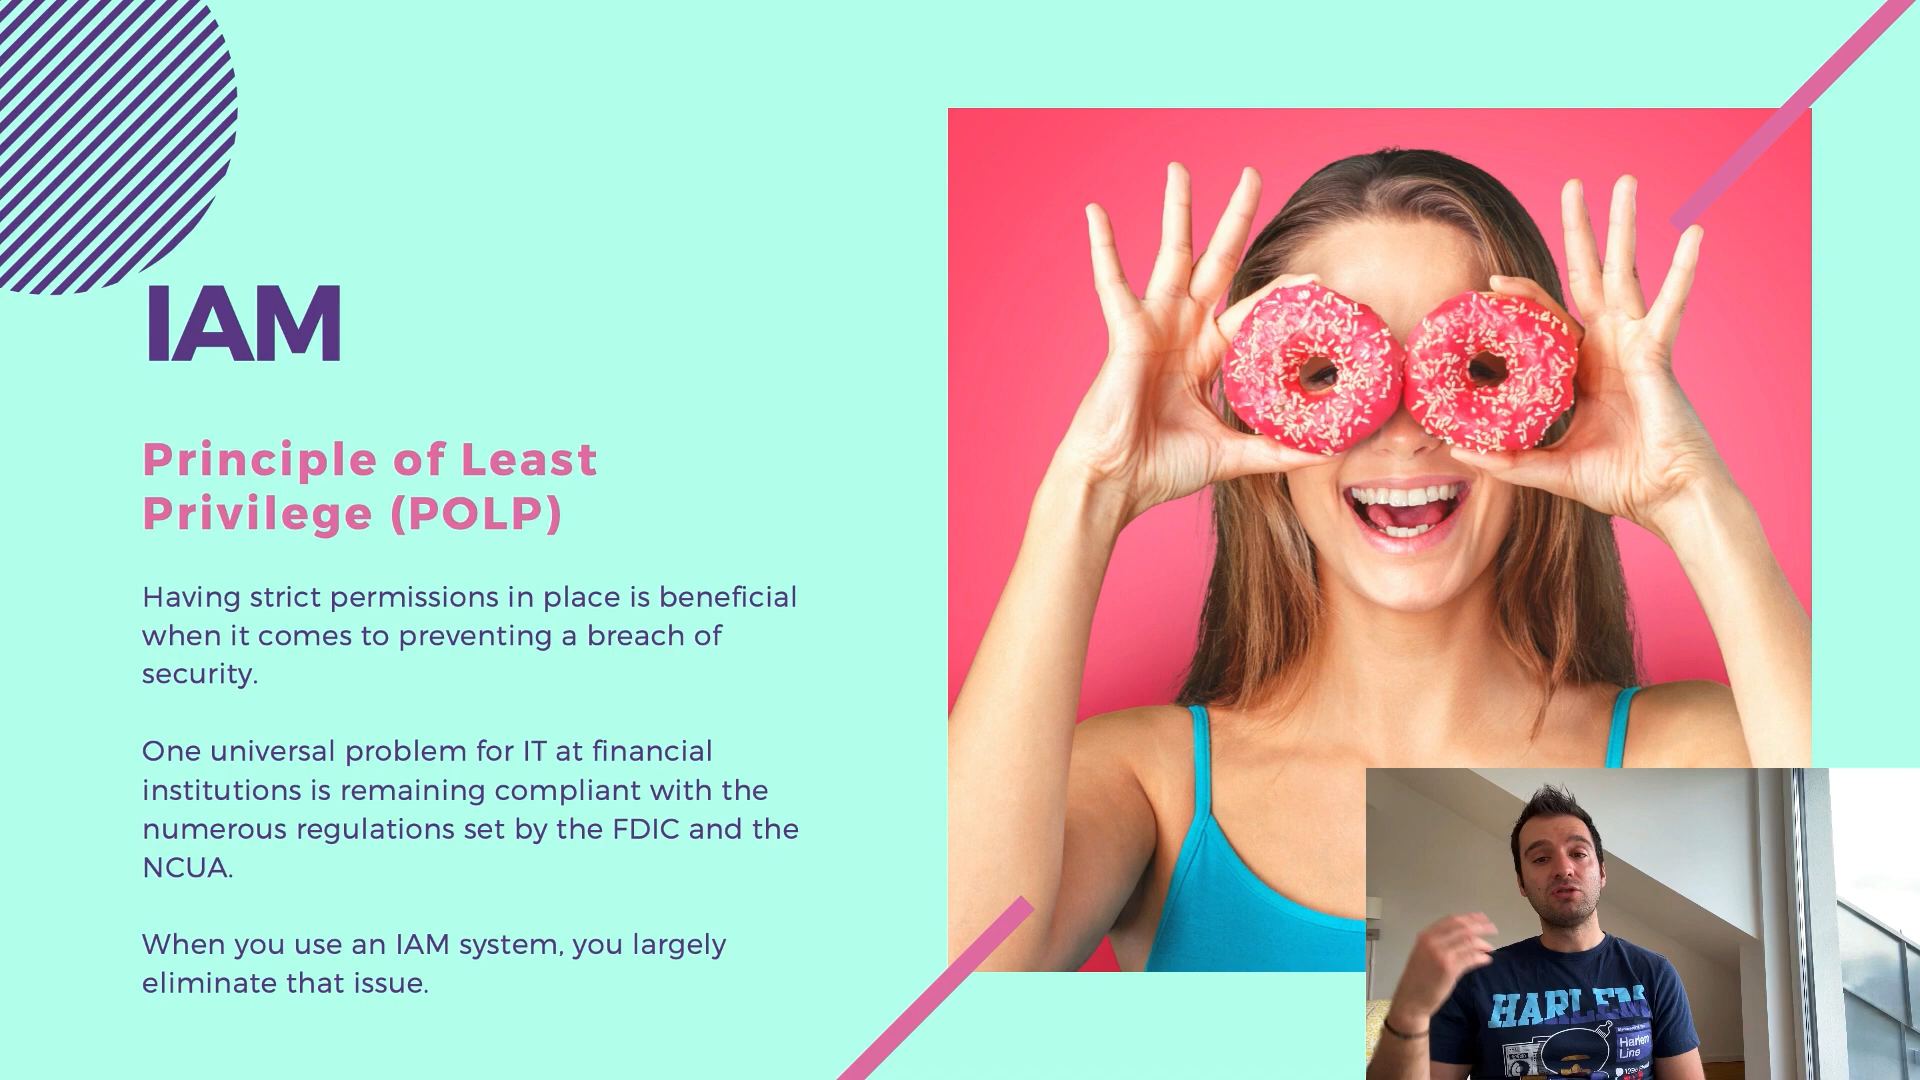 IAM
Principle of Least
Privilege (POLP)
Having strict permissions in place is beneficial
when it comes to preventing a breach of
security.
One universal problem for IT at financial
institutions is remaining compliant with the
numerous regulations set by the FDIC and the
NCUA.
When you use an IAM system, you largely
eliminate that issue.
HARLEM
Harlem
Line